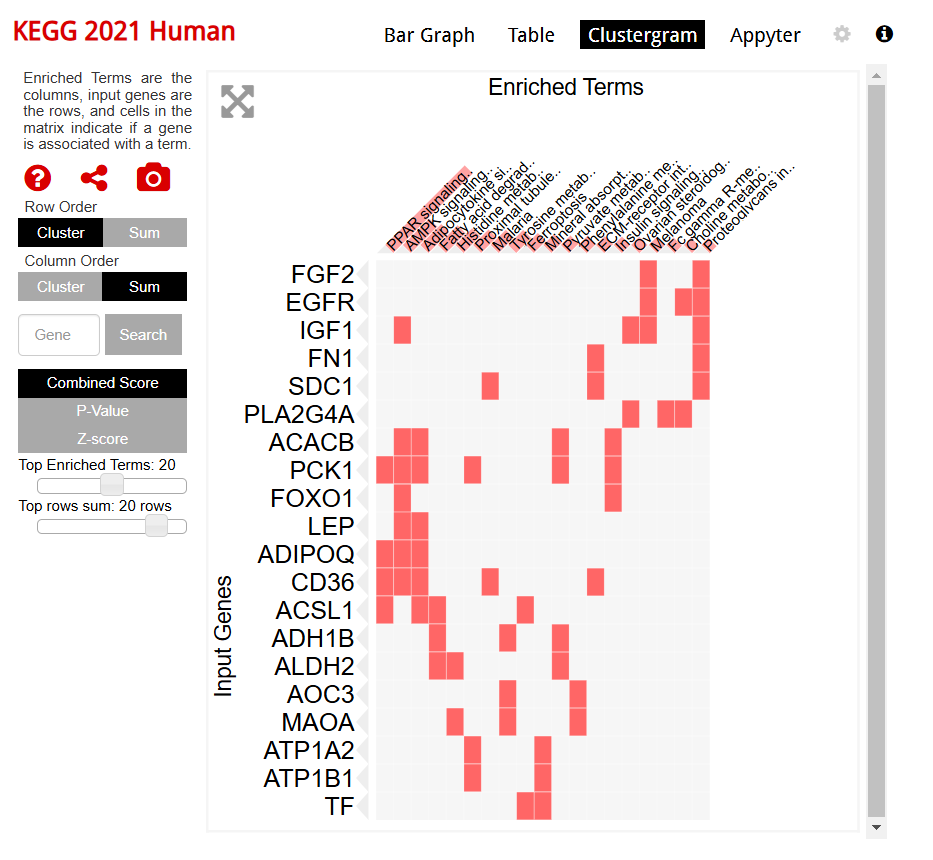 KEGG 2021 Human
Bar Graph
Table
Clustergram
Appyter
Enriched Terms are the
columns, input genes are
the rows, and cells in the
matrix indicate if a gene
is associated with a term.
Row Order
Cluster
Sum
Column Order
Cluster
Sum
Gene
Search
Combined Score
P-Value
Z-score
Top Enriched Terms: 20
Top rows sum: 20 rows
Enriched Terms
PPAR signaling..
AMPK signaling..
Adipocytokine si..
Fatty acid degrad..
Histidine metab..
Proximal tubule..
Malaria
Tyrosine metab..
Ferroptosis
Mineral absorpt..
Pyruvate metab..
Phenylalanine me..
ECM-receptor int..
Insulin signaling..
Ovarian steroidog..
Melanoma
Fc gamma R-me..
Choline metabo..
Proteoglycans in..
Input Genes
FGF2
EGFR
IGF1
FN1
SDC1
PLA2G4A
ACACB
PCK1
FOXO1
LEP
ADIPOQ
CD36
ACSL1
ADH1B
ALDH2
AOC3
MAOA
ATP1A2
ATP1B1
TF